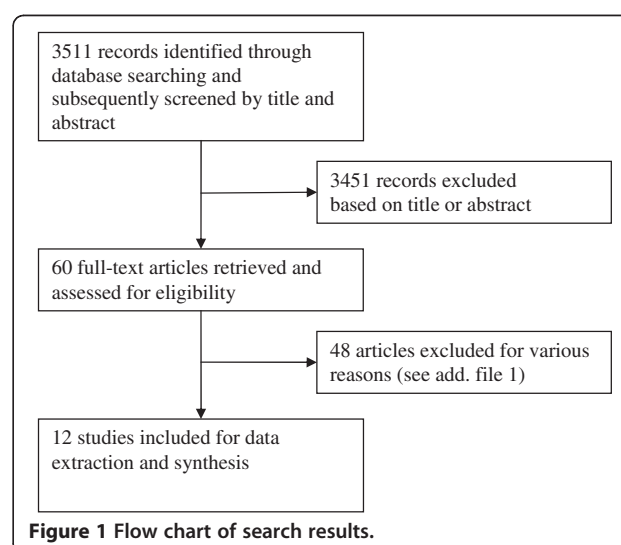 3511 records identified through
database searching and
subsequently screened by title and
abstract
3451 records excluded
based on title or abstract
60 full-text articles retrieved and
assessed for eligibility
48 articles excluded for various
reasons (see add. file 1)
12 studies included for data
extraction and synthesis
Figure 1 Flow chart of search results.